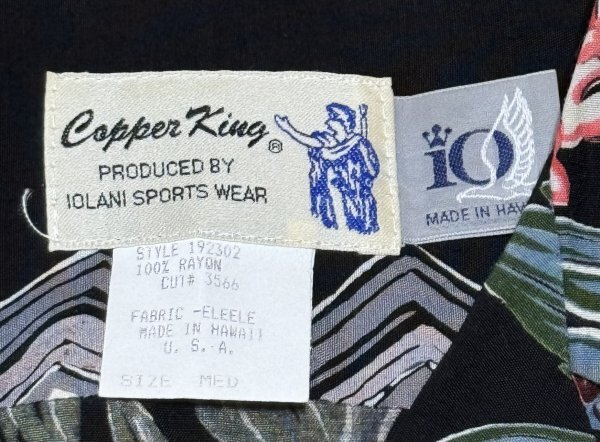 Copper King®
PRODUCED BY
IOLANI SPORTS WEAR
iO
MADE IN HAW
STYLE 192302
100% RAYON
CUT# 3566
FABRIC -ELEELE
MADE IN HAWAII
U. S.A.
SIZE MED